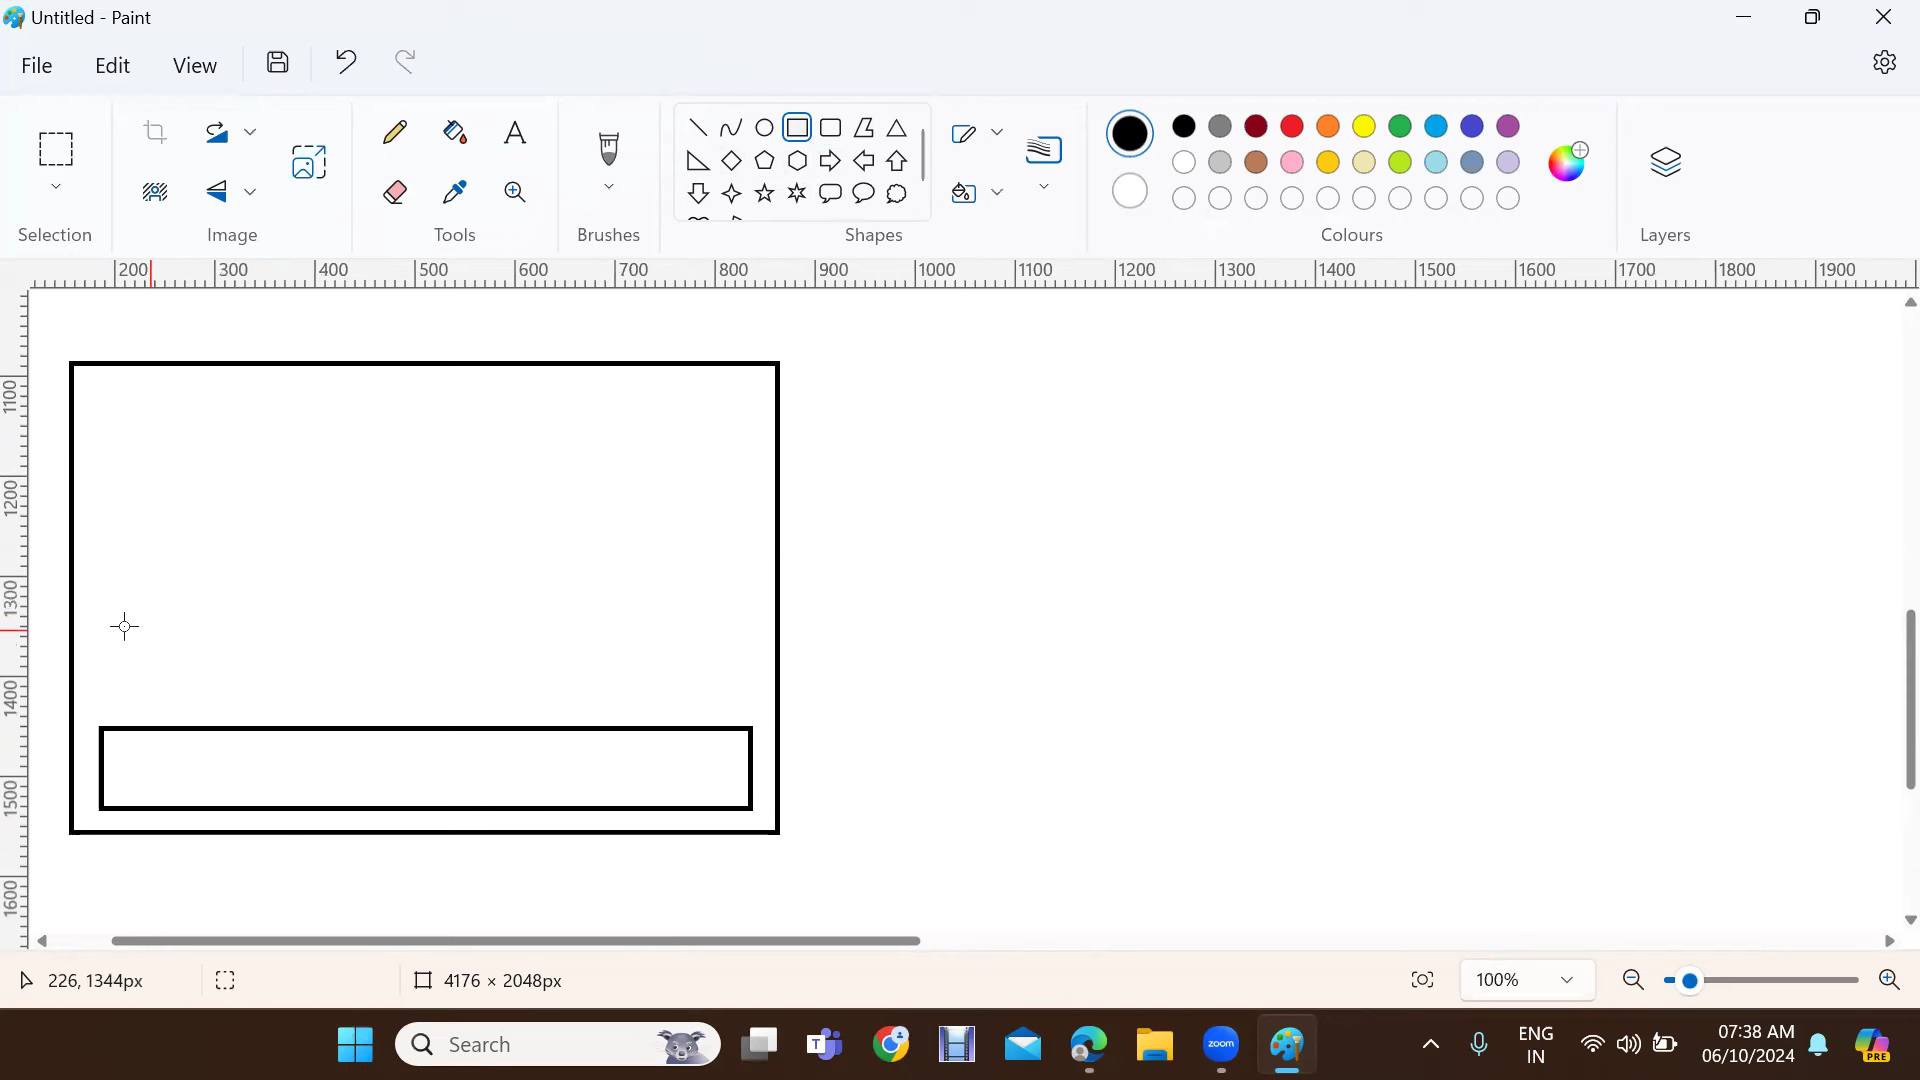 Untitled - Paint
File Edit View
Selection Image Tools Brushes Shapes Colours Layers
200 300 400 500 600 700 800 900 1000 1100 1200 1300 1400 1500 1600 1700 1800 1900
1100
1200
1300
1400
1500
1600
226, 1344px 4176 × 2048px 100%
Search T zoom ENG IN 07:38 AM 06/10/2024 PRE